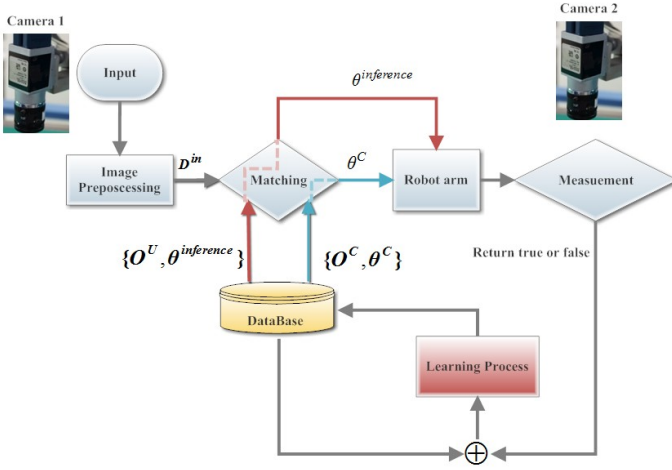 Camera 1
Camera 2
Input
θ^inference
Image
Preposcessing
D^in
Matching
θ^C
Robot arm
Measuement
{O^U, θ^inference}
{O^C, θ^C}
Return true or false
DataBase
Learning Process